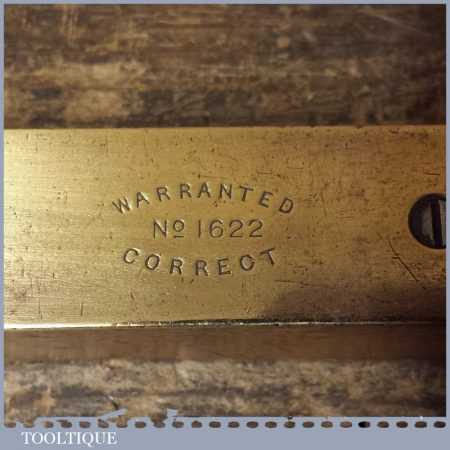 WARRANTED
No 1622
CORRECT
TOOLTIQUE